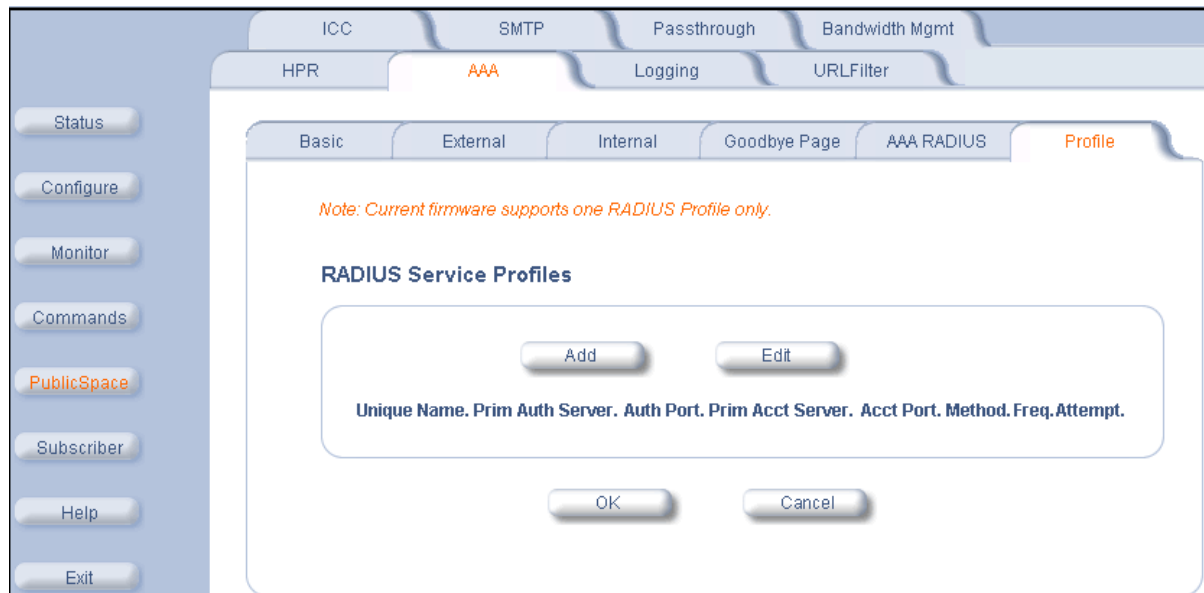 ICC SMTP Passthrough Bandwidth Mgmt
HPR AAA Logging URLFilter
Status
Configure
Monitor
Commands
PublicSpace
Subscriber
Help
Exit
Basic External Internal Goodbye Page AAA RADIUS Profile
Note: Current firmware supports one RADIUS Profile only.
RADIUS Service Profiles
Add Edit
Unique Name. Prim Auth Server. Auth Port. Prim Acct Server. Acct Port. Method. Freq. Attempt.
OK Cancel